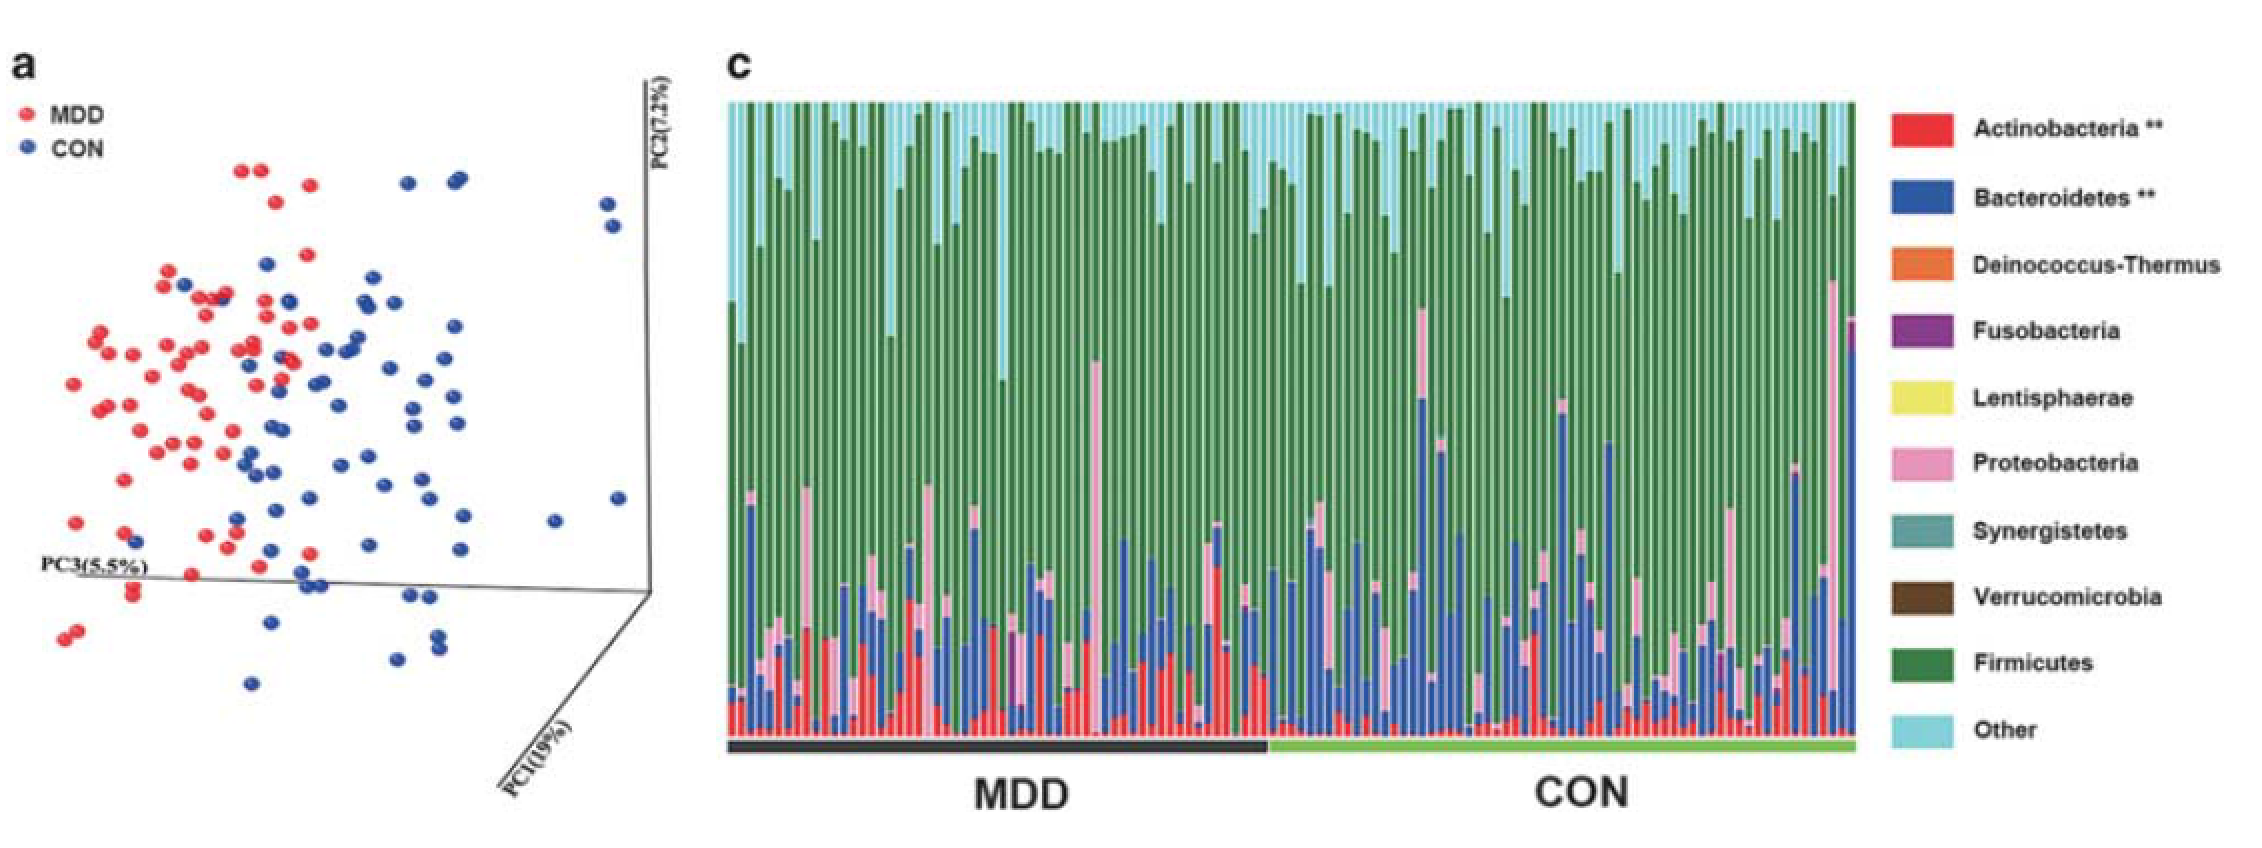 a
MDD
CON
PC2(7.2%)
PC3(5.5%)
PC1(19%)
c
MDD
CON
Actinobacteria **
Bacteroidetes **
Deinococcus-Thermus
Fusobacteria
Lentisphaerae
Proteobacteria
Synergistetes
Verrucomicrobia
Firmicutes
Other